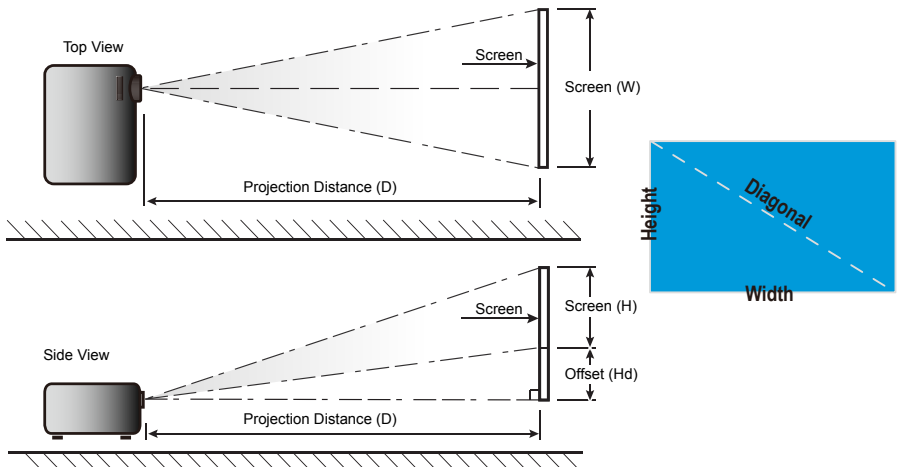 Top View
Screen
Screen (W)
Projection Distance (D)
Height
Diagonal
Width
Side View
Screen
Screen (H)
Offset (Hd)
Projection Distance (D)